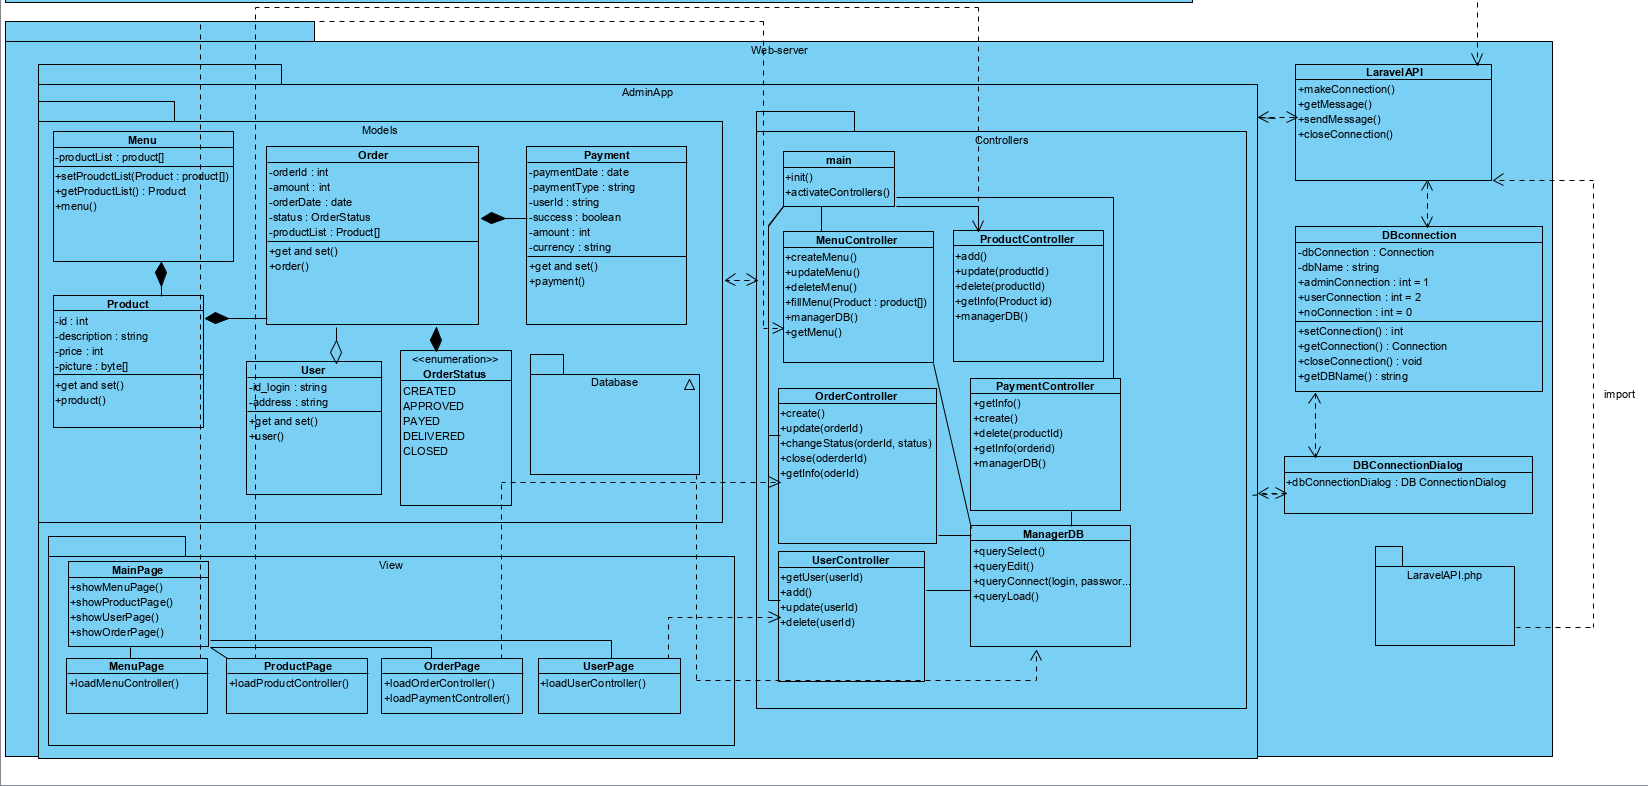 Web-server
AdminApp
Models
Menu
-productList : product[]
+setProudctList(Product : product[])
+getProductList() : Product
+menu()
Order
-orderId : int
-amount : int
-orderDate : date
-status : OrderStatus
-productList : Product[]
+get and set()
+order()
Payment
-paymentDate : date
-paymentType : string
-userId : string
-success : boolean
-amount : int
-currency : string
+get and set()
+payment()
Product
-id : int
-description : string
-price : int
-picture : byte[]
+get and set()
+product()
User
-id_login : string
-address : string
+get and set()
+user()
<<enumeration>>
OrderStatus
CREATED
APPROVED
PAYED
DELIVERED
CLOSED
Database
View
MainPage
+showMenuPage()
+showProductPage()
+showUserPage()
+showOrderPage()
MenuPage
+loadMenuController()
ProductPage
+loadProductController()
OrderPage
+loadOrderController()
+loadPaymentController()
UserPage
+loadUserController()
Controllers
main
+init()
+activateControllers()
MenuController
+createMenu()
+updateMenu()
+deleteMenu()
+fillMenu(Product : product[])
+managerDB()
+getMenu()
ProductController
+add()
+update(productId)
+delete(productId)
+getInfo(Product id)
+managerDB()
OrderController
+create()
+update(orderId)
+changeStatus(orderId, status)
+close(oderderId)
+getInfo(oderId)
PaymentController
+getInfo()
+create()
+delete(productId)
+getInfo(orderid)
+managerDB()
UserController
+getUser(userId)
+add()
+update(userId)
+delete(userId)
ManagerDB
+querySelect()
+queryEdit()
+queryConnect(login, passwor...
+queryLoad()
LaravelAPI
+makeConnection()
+getMessage()
+sendMessage()
+closeConnection()
DBconnection
-dbConnection : Connection
-dbName : string
+adminConnection : int = 1
+userConnection : int = 2
+noConnection : int = 0
+setConnection() : int
+getConnection() : Connection
+closeConnection() : void
+getDBName() : string
import
DBConnectionDialog
+dbConnectionDialog : DB ConnectionDialog
LaravelAPI.php